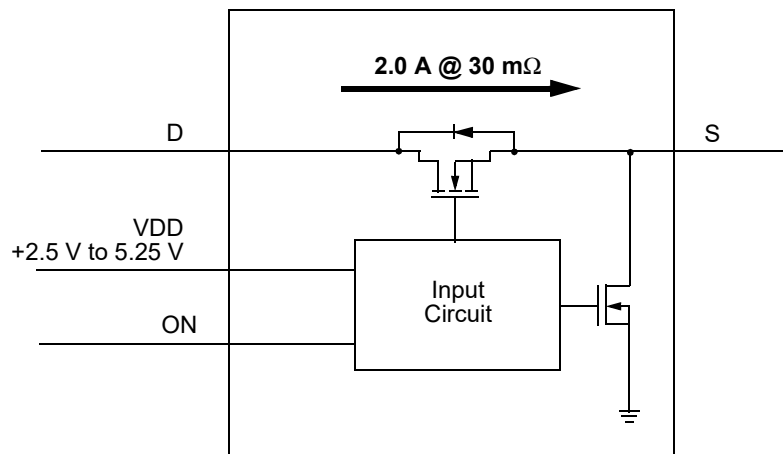 2.0 A @ 30 mΩ
D
S
VDD
+2.5 V to 5.25 V
ON
Input
Circuit